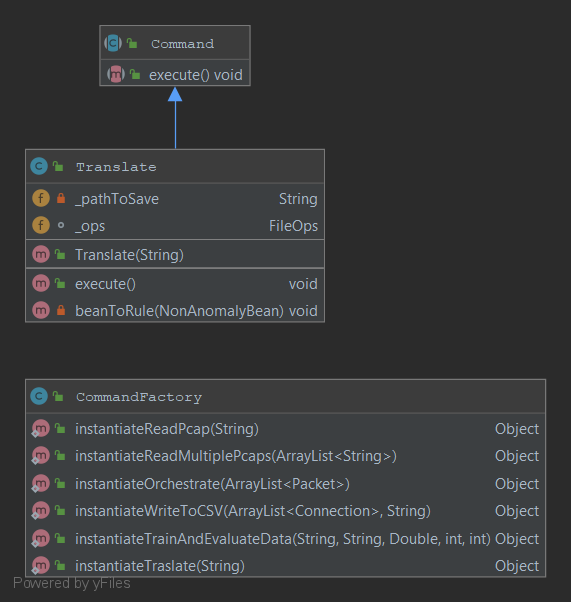 Command
execute() void
Translate
_pathToSave String
_ops FileOps
Translate(String)
execute() void
beanToRule(NonAnomalyBean) void
CommandFactory
instantiateReadPcap(String) Object
instantiateReadMultiplePcaps(ArrayList<String>) Object
instantiateOrchestrate(ArrayList<Packet>) Object
instantiateWriteToCSV(ArrayList<Connection>, String) Object
instantiateTrainAndEvaluateData(String, String, Double, int, int) Object
instantiateTraslate(String) Object
Powered by yFiles